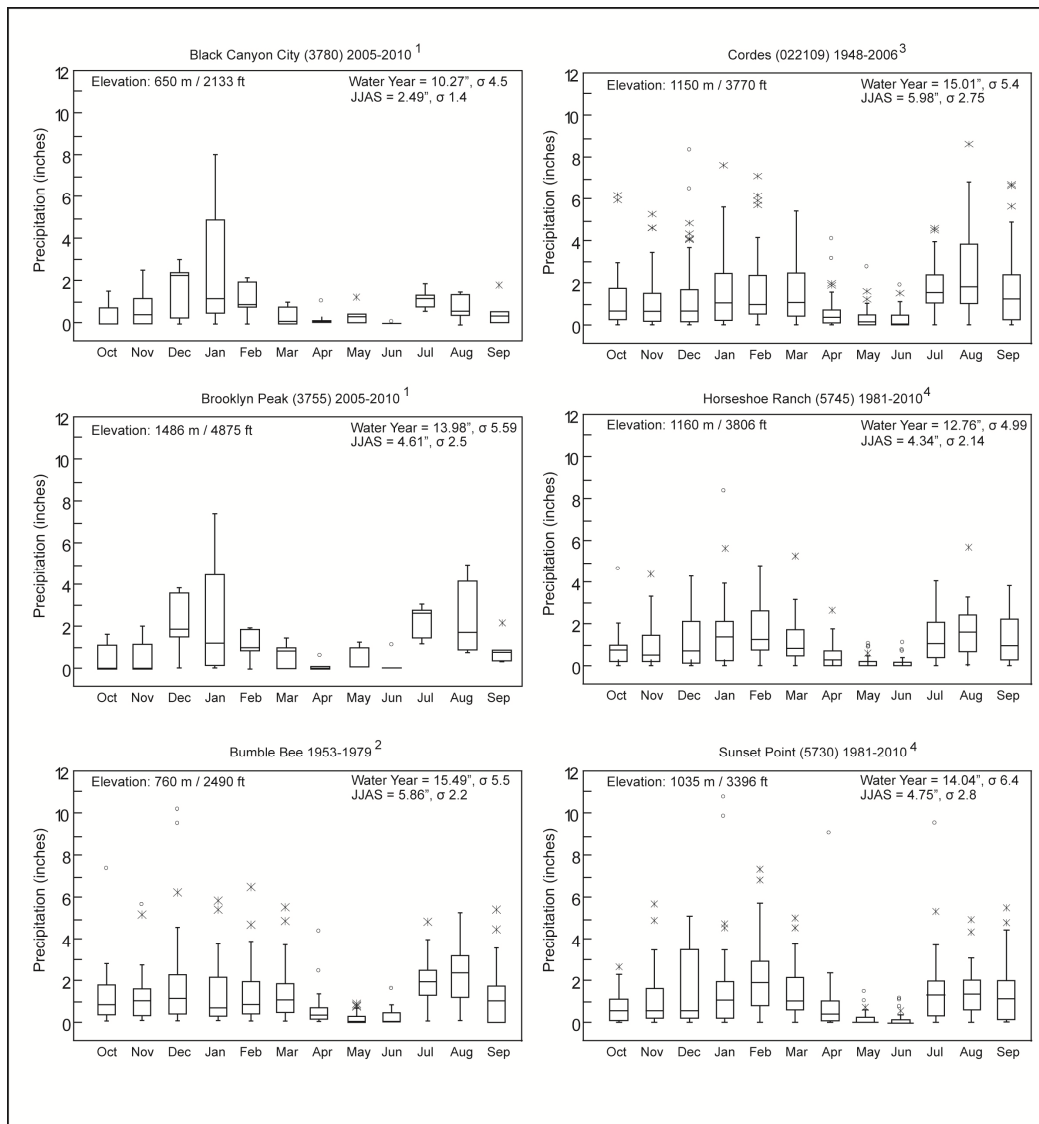 Black Canyon City (3780) 2005-2010 1
Elevation: 650 m / 2133 ft
Water Year = 10.27", σ 4.5
JJAS = 2.49", σ 1.4
Precipitation (inches)
12
10
8
6
4
2
0
Oct Nov Dec Jan Feb Mar Apr May Jun Jul Aug Sep
Cordes (022109) 1948-2006 3
Elevation: 1150 m / 3770 ft
Water Year = 15.01", σ 5.4
JJAS = 5.98", σ 2.75
Precipitation (inches)
12
10
8
6
4
2
0
Oct Nov Dec Jan Feb Mar Apr May Jun Jul Aug Sep
Brooklyn Peak (3755) 2005-2010 1
Elevation: 1486 m / 4875 ft
Water Year = 13.98", σ 5.59
JJAS = 4.61", σ 2.5
Precipitation (inches)
12
10
8
6
4
2
0
Oct Nov Dec Jan Feb Mar Apr May Jun Jul Aug Sep
Horseshoe Ranch (5745) 1981-2010 4
Elevation: 1160 m / 3806 ft
Water Year = 12.76", σ 4.99
JJAS = 4.34", σ 2.14
Precipitation (inches)
12
10
8
6
4
2
0
Oct Nov Dec Jan Feb Mar Apr May Jun Jul Aug Sep
Bumble Bee 1953-1979 2
Elevation: 760 m / 2490 ft
Water Year = 15.49", σ 5.5
JJAS = 5.86", σ 2.2
Precipitation (inches)
12
10
8
6
4
2
0
Oct Nov Dec Jan Feb Mar Apr May Jun Jul Aug Sep
Sunset Point (5730) 1981-2010 4
Elevation: 1035 m / 3396 ft
Water Year = 14.04", σ 6.4
JJAS = 4.75", σ 2.8
Precipitation (inches)
12
10
8
6
4
2
0
Oct Nov Dec Jan Feb Mar Apr May Jun Jul Aug Sep